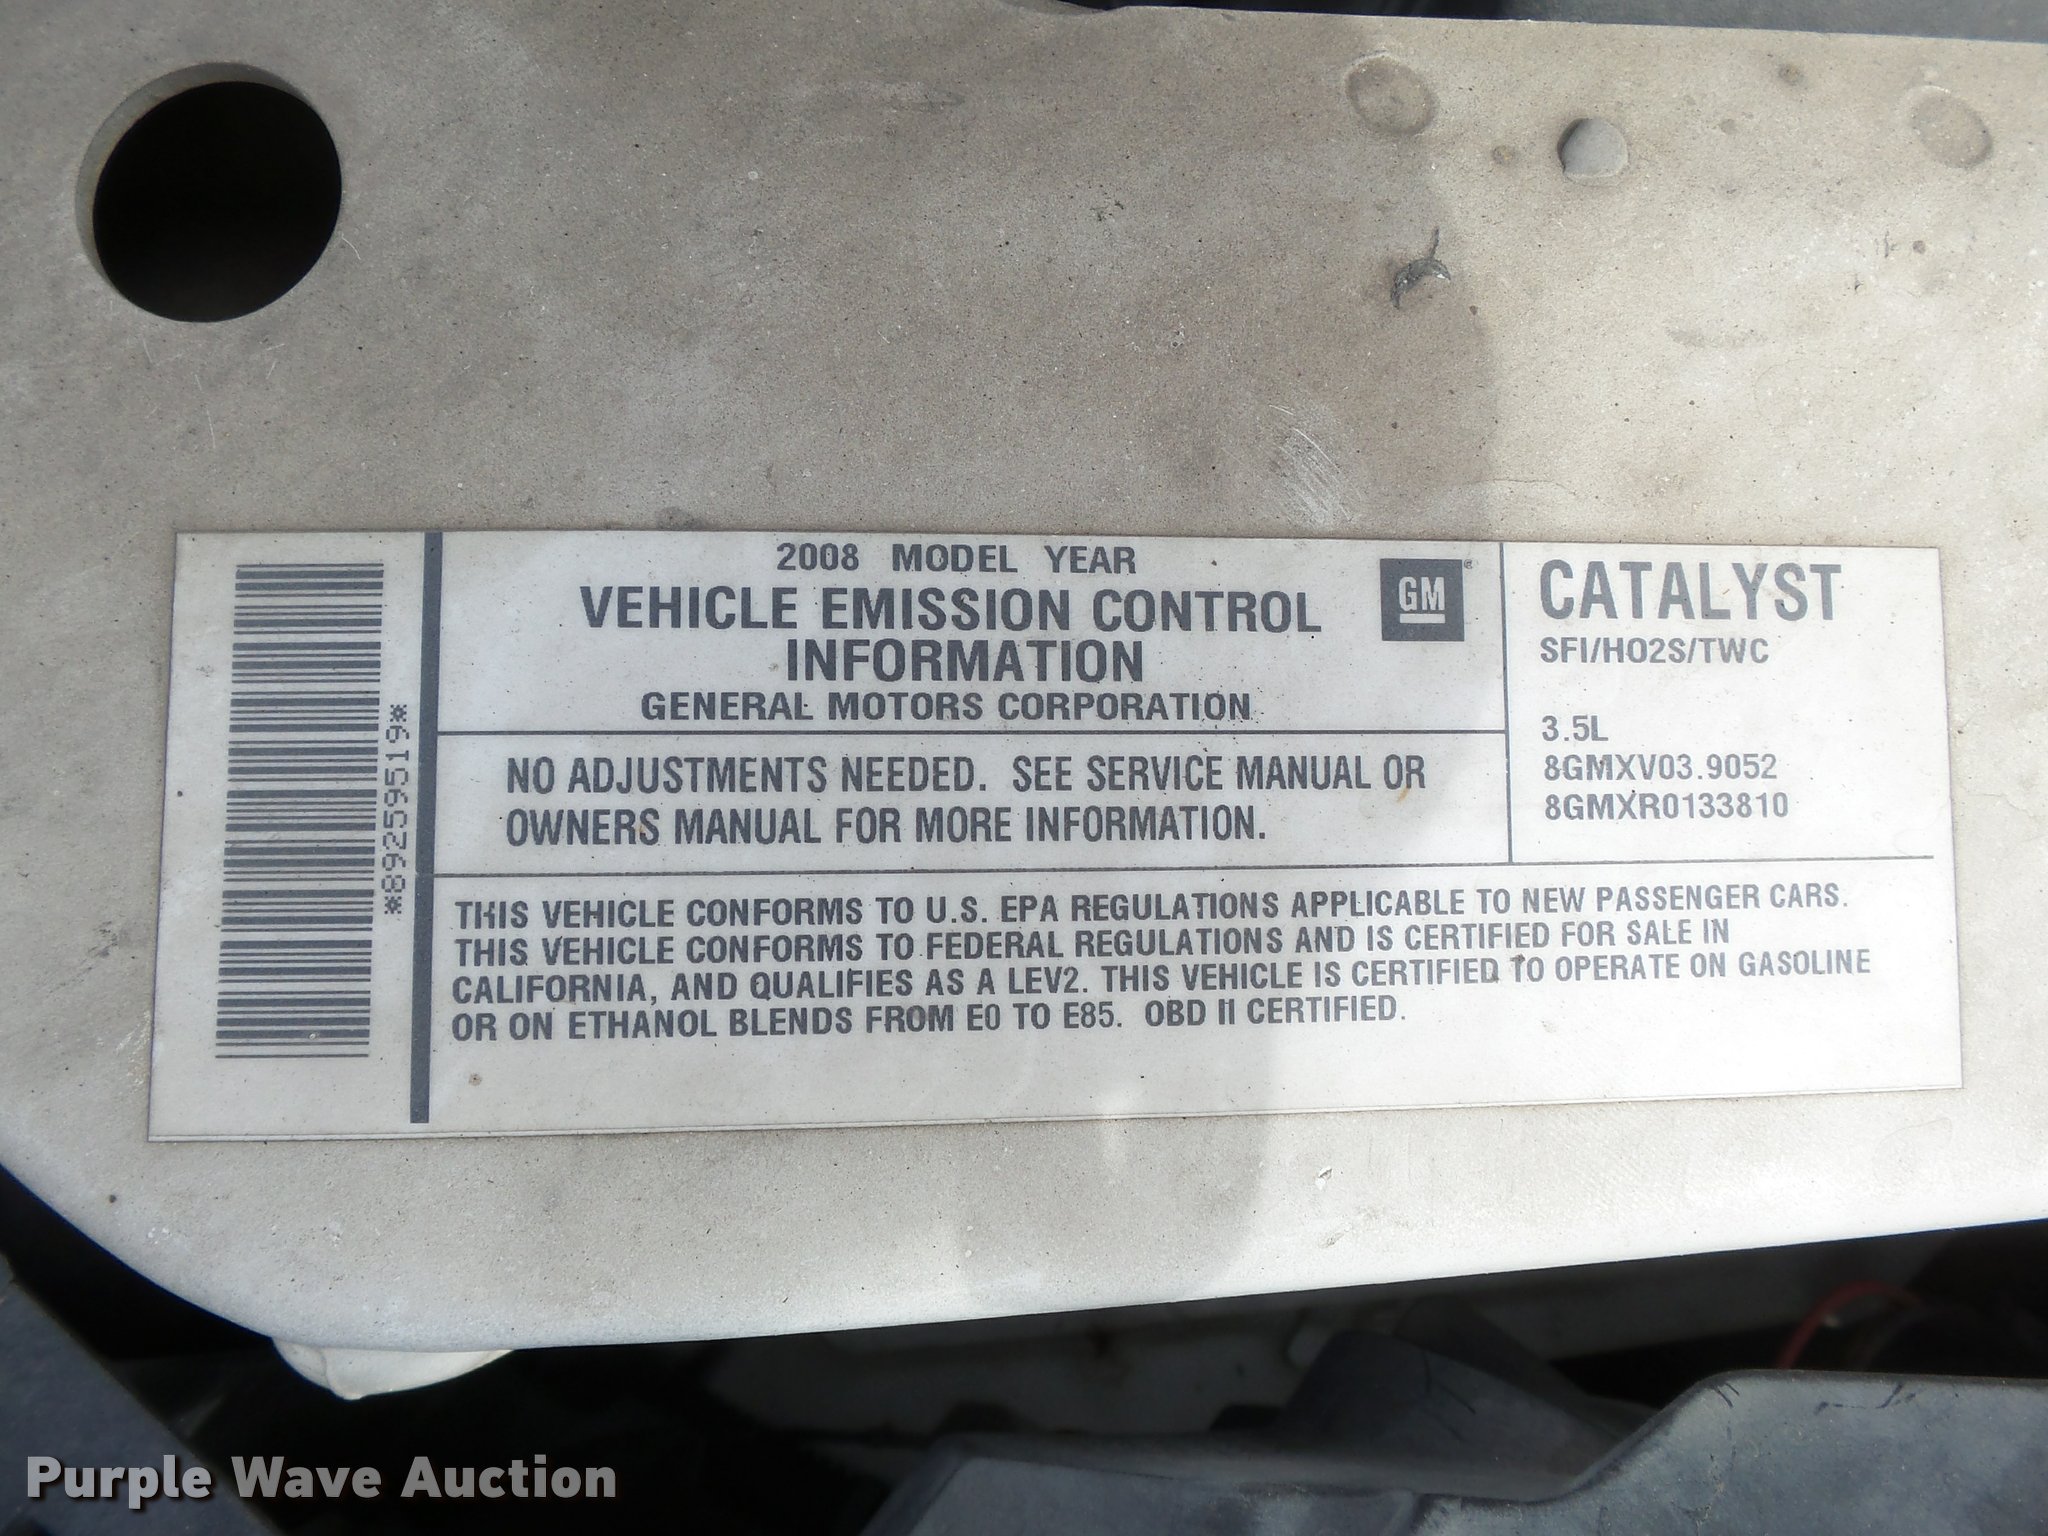 2008 MODEL YEAR
VEHICLE EMISSION CONTROL
INFORMATION
GENERAL MOTORS CORPORATION
GM
®
CATALYST
SFI/HO2S/TWC
3.5L
8GMXV03.9052
8GMXR0133810
NO ADJUSTMENTS NEEDED. SEE SERVICE MANUAL OR
OWNERS MANUAL FOR MORE INFORMATION.
THIS VEHICLE CONFORMS TO U.S. EPA REGULATIONS APPLICABLE TO NEW PASSENGER CARS.
THIS VEHICLE CONFORMS TO FEDERAL REGULATIONS AND IS CERTIFIED FOR SALE IN
CALIFORNIA, AND QUALIFIES AS A LEV2. THIS VEHICLE IS CERTIFIED TO OPERATE ON GASOLINE
OR ON ETHANOL BLENDS FROM E0 TO E85. OBD II CERTIFIED.
*89259519*
Purple Wave Auction